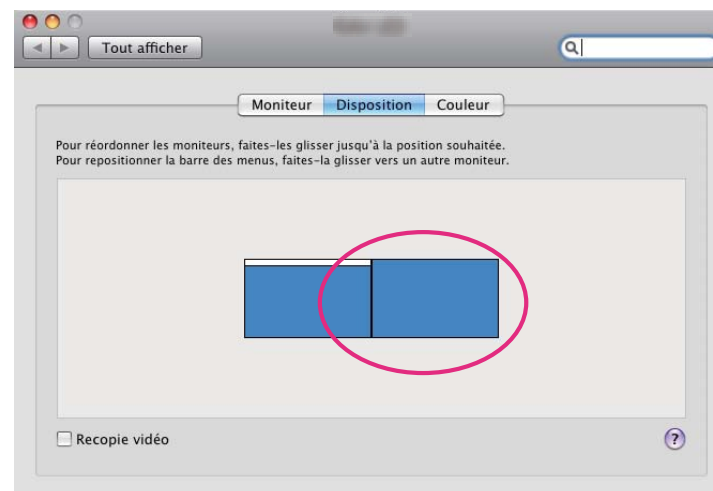 Tout afficher
Moniteur Disposition Couleur
Pour réordonner les moniteurs, faites-les glisser jusqu'à la position souhaitée.
Pour repositionner la barre des menus, faites-la glisser vers un autre moniteur.
Recopie vidéo
?